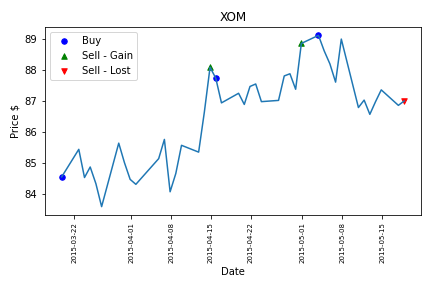 XOM
Buy
Sell - Gain
Sell - Lost
Price $
89
88
87
86
85
84
2015-03-22
2015-04-01
2015-04-08
2015-04-15
2015-04-22
2015-05-01
2015-05-08
2015-05-15
Date